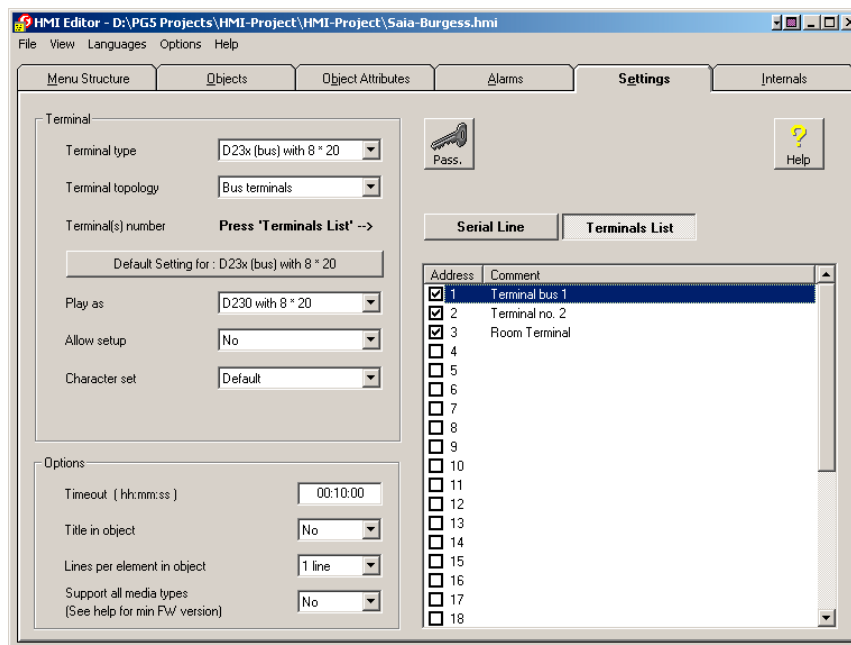 HMI Editor - D:\PG5 Projects\HMI-Project\HMI-Project\Saia-Burgess.hmi
File View Languages Options Help
Menu Structure Objects Object Attributes Alarms Settings Internals
Terminal
Terminal type D23x (bus) with 8 * 20
Terminal topology Bus terminals
Terminal(s) number Press 'Terminals List' -->
Default Setting for : D23x (bus) with 8 * 20
Play as D230 with 8 * 20
Allow setup No
Character set Default
Options
Timeout ( hh:mm:ss ) 00:10:00
Title in object No
Lines per element in object 1 line
Support all media types
(See help for min FW version) No
Pass. Help
Serial Line Terminals List
Address Comment
1 Terminal bus 1
2 Terminal no. 2
3 Room Terminal
4
5
6
7
8
9
10
11
12
13
14
15
16
17
18